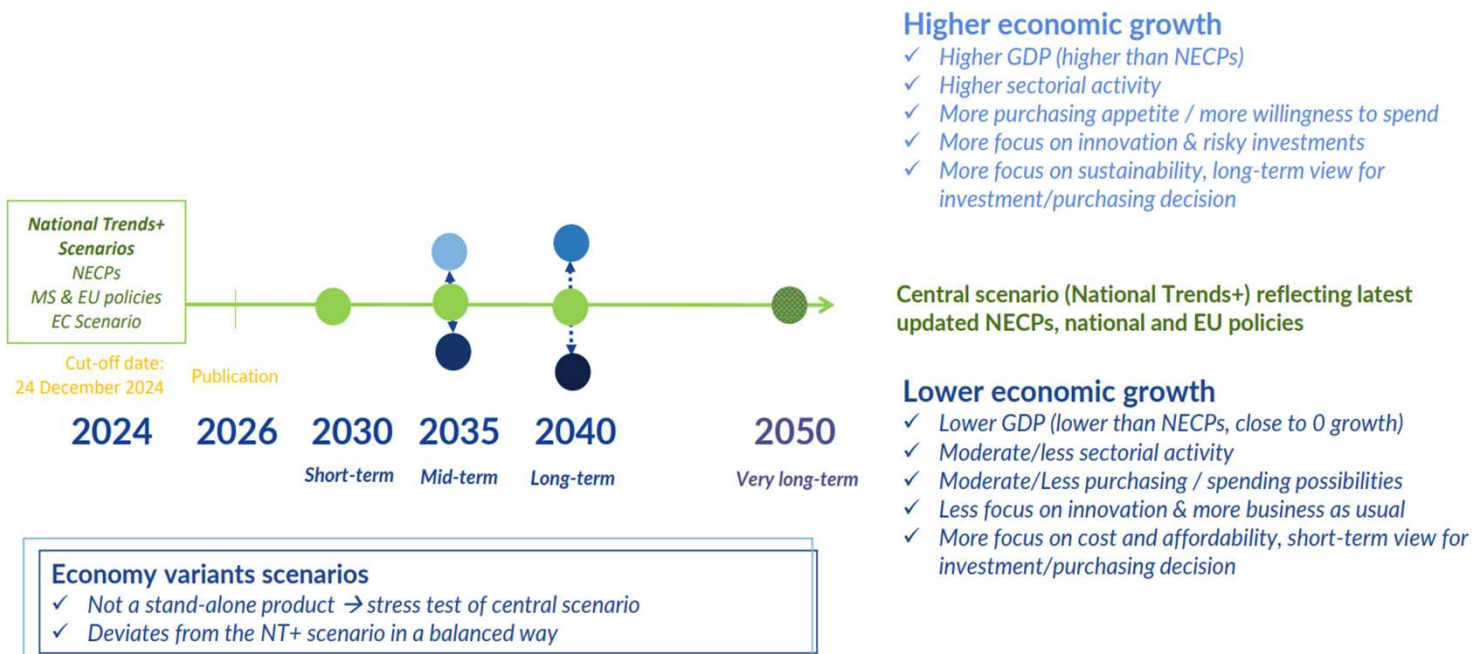 Higher economic growth
✓ Higher GDP (higher than NECPs)
✓ Higher sectorial activity
✓ More purchasing appetite / more willingness to spend
✓ More focus on innovation & risky investments
✓ More focus on sustainability, long-term view for
investment/purchasing decision
National Trends+
Scenarios
NECPs
MS & EU policies
EC Scenario
Central scenario (National Trends+) reflecting latest
updated NECPs, national and EU policies
Cut-off date:
24 December 2024
Publication
2024
2026
2030
2035
2040
2050
Short-term
Mid-term
Long-term
Very long-term
Lower economic growth
✓ Lower GDP (lower than NECPs, close to 0 growth)
✓ Moderate/less sectorial activity
✓ Moderate/Less purchasing / spending possibilities
✓ Less focus on innovation & more business as usual
✓ More focus on cost and affordability, short-term view for
investment/purchasing decision
Economy variants scenarios
✓ Not a stand-alone product → stress test of central scenario
✓ Deviates from the NT+ scenario in a balanced way